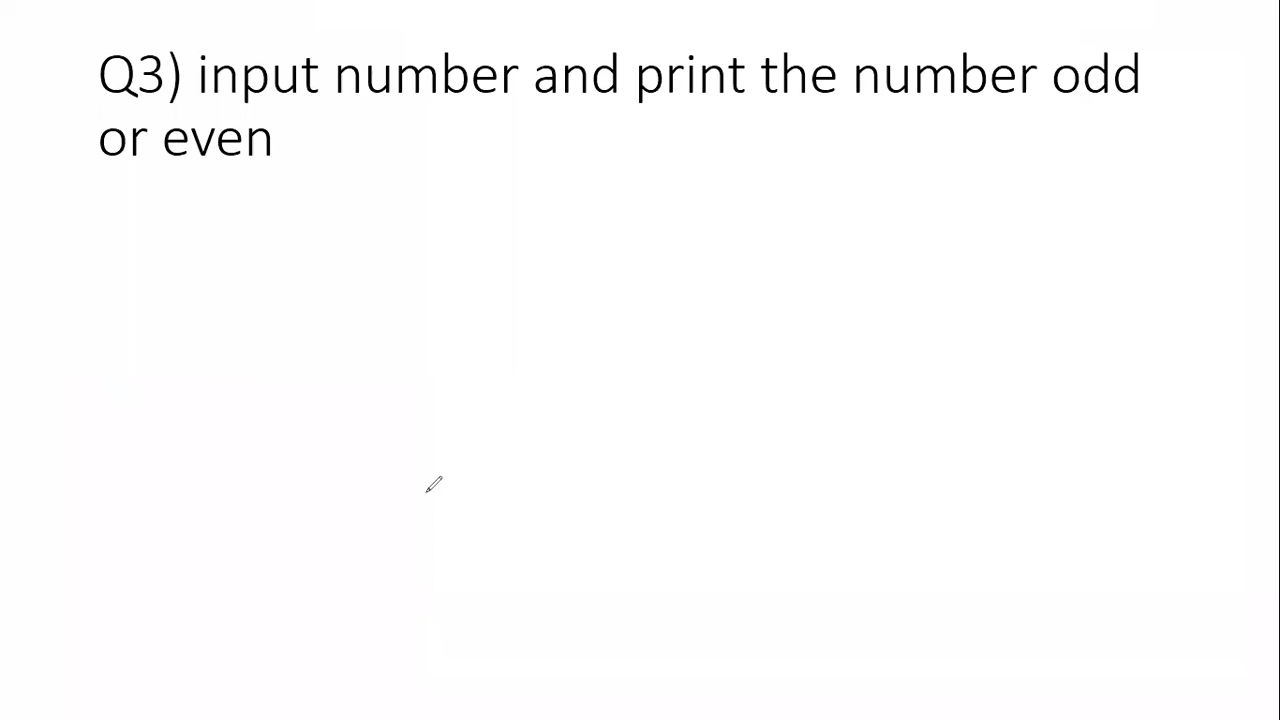 Q3) input number and print the number odd
or even